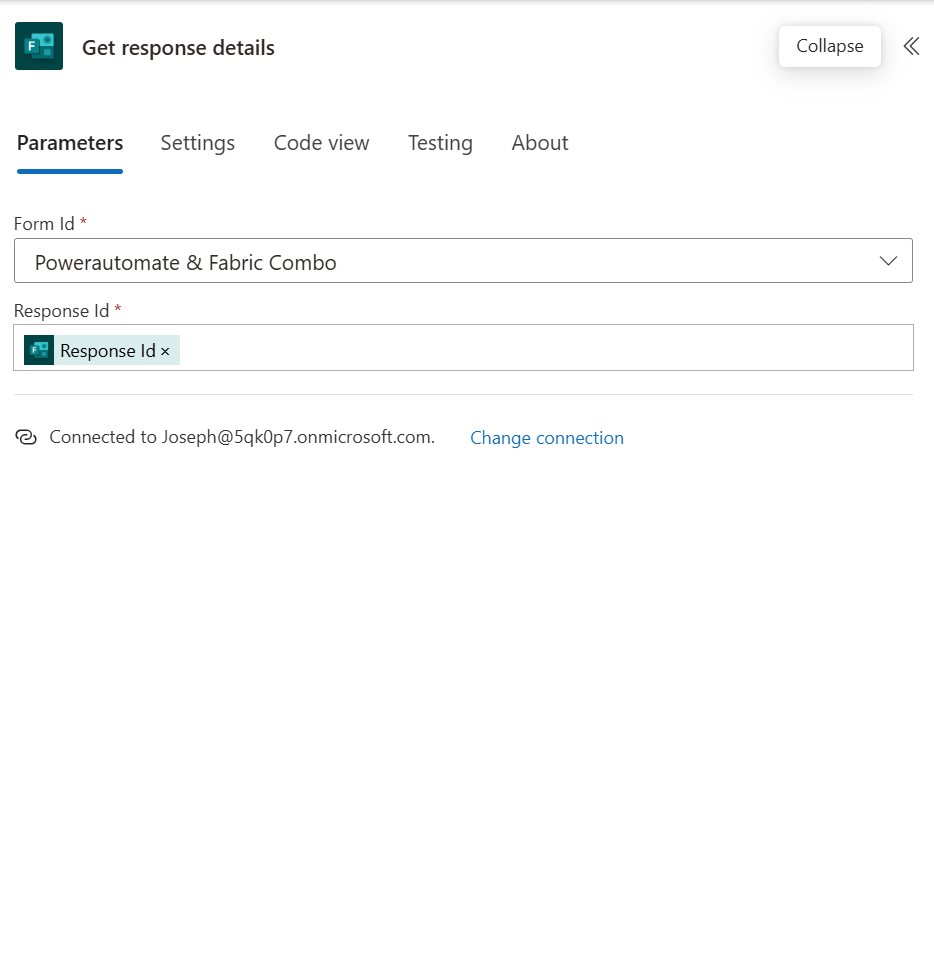 Get response details
Collapse
Parameters Settings Code view Testing About
Form Id *
Powerautomate & Fabric Combo
Response Id *
F Response Id ×
Connected to Joseph@5qk0p7.onmicrosoft.com. Change connection